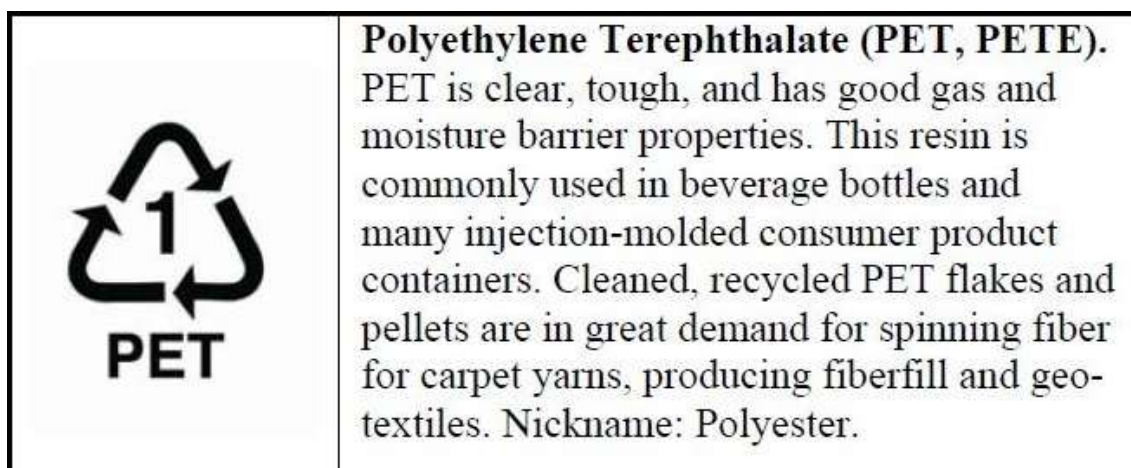 1
PET
Polyethylene Terephthalate (PET, PETE).
PET is clear, tough, and has good gas and
moisture barrier properties. This resin is
commonly used in beverage bottles and
many injection-molded consumer product
containers. Cleaned, recycled PET flakes and
pellets are in great demand for spinning fiber
for carpet yarns, producing fiberfill and geo-
textiles. Nickname: Polyester.